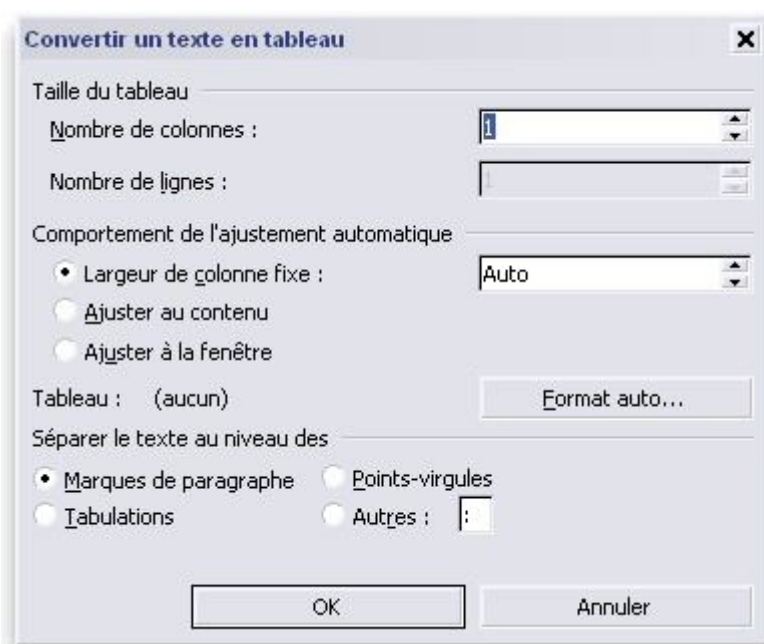 Convertir un texte en tableau
Taille du tableau
Nombre de colonnes : 1
Nombre de lignes : 1
Comportement de l'ajustement automatique
Largeur de colonne fixe : Auto
Ajuster au contenu
Ajuster à la fenêtre
Tableau : (aucun) Format auto...
Séparer le texte au niveau des
Marques de paragraphe Points-virgules
Tabulations Autres : :
OK Annuler